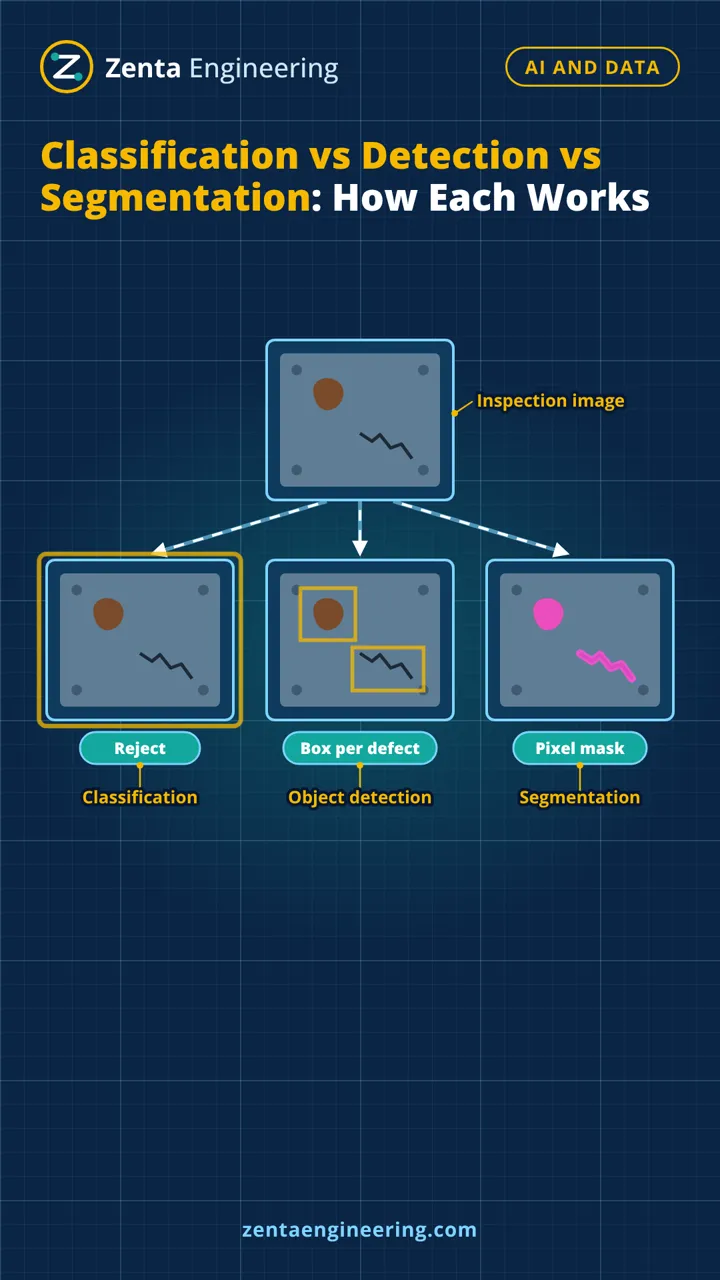 Zenta Engineering
AI AND DATA
Classification vs Detection vs
Segmentation: How Each Works
Inspection image
Reject
Box per defect
Pixel mask
Classification
Object detection
Segmentation
zentaengineering.com